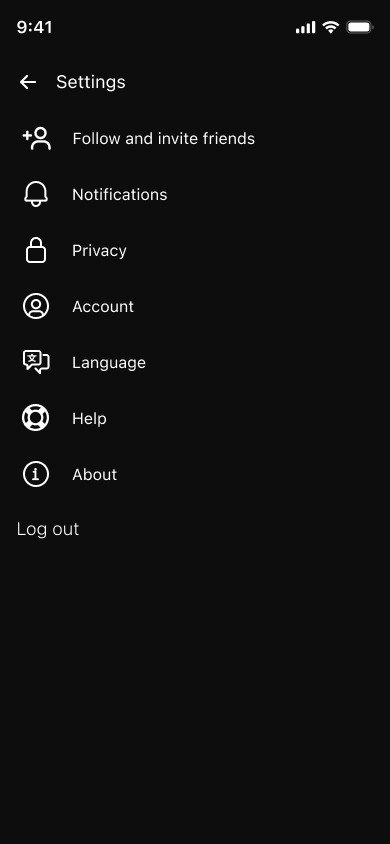 9:41
Settings
Follow and invite friends
Notifications
Privacy
Account
Language
Help
About
Log out